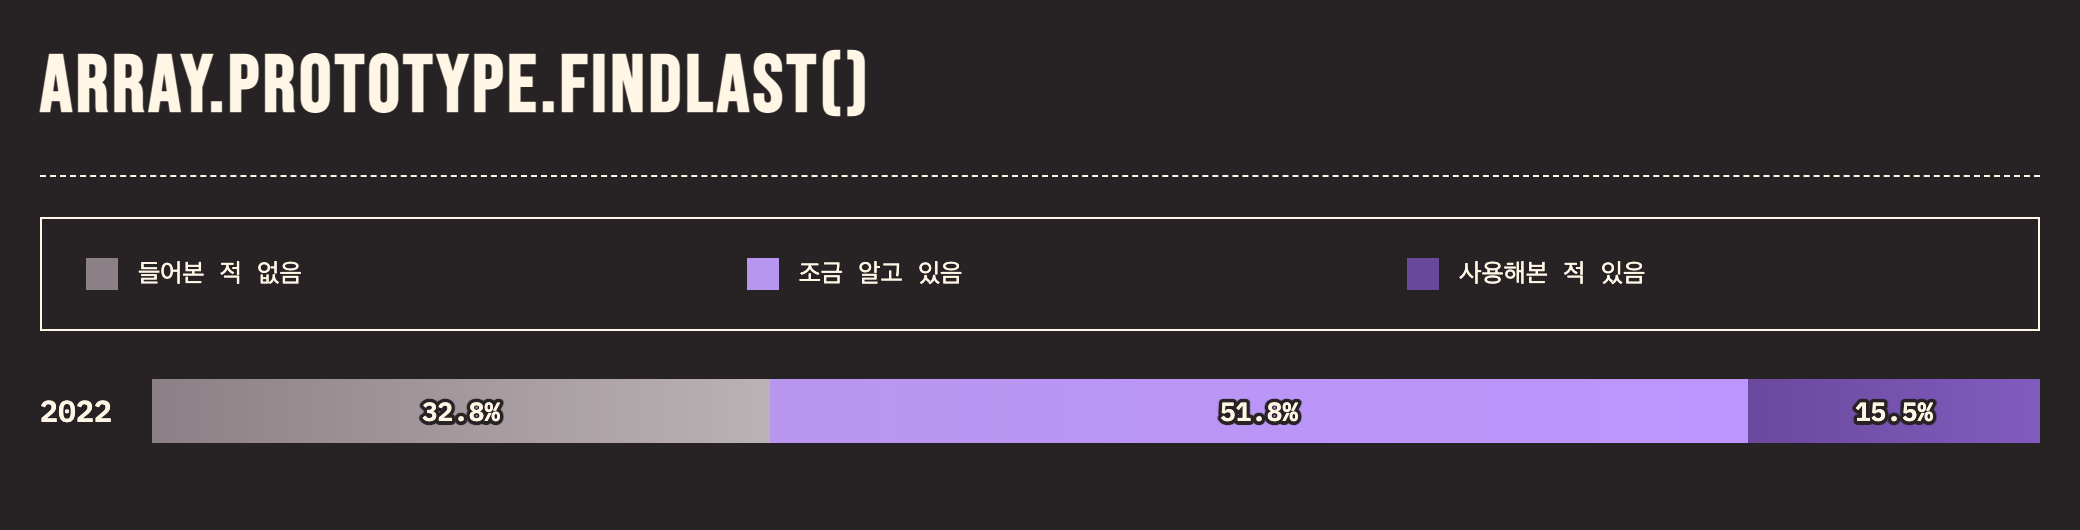 ARRAY.PROTOTYPE.FINDLAST()
들어본 적 없음 조금 알고 있음 사용해본 적 있음
2022 32.8% 51.8% 15.5%